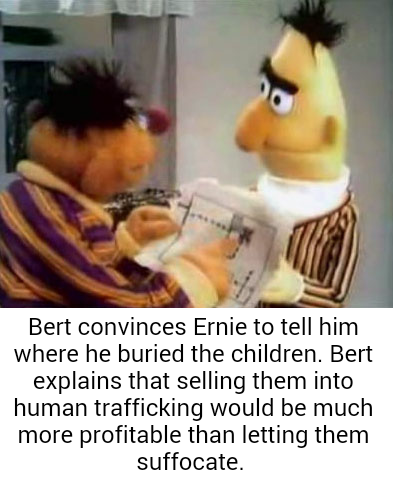 Bert convinces Ernie to tell him
where he buried the children. Bert
explains that selling them into
human trafficking would be much
more profitable than letting them
suffocate.